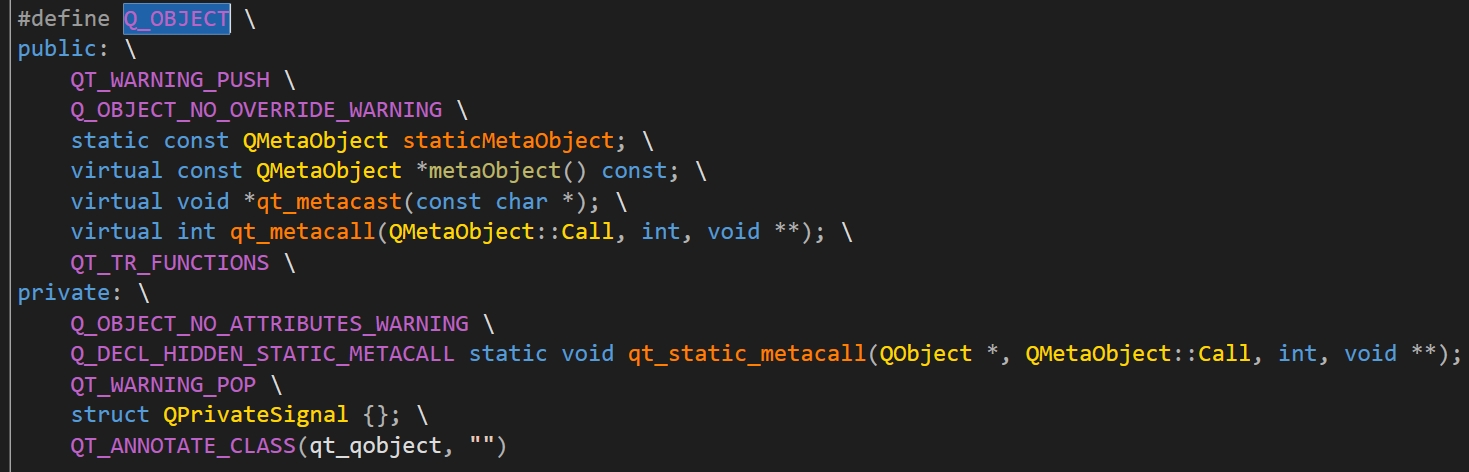 #define Q_OBJECT \
public: \
    QT_WARNING_PUSH \
    Q_OBJECT_NO_OVERRIDE_WARNING \
    static const QMetaObject staticMetaObject; \
    virtual const QMetaObject *metaObject() const; \
    virtual void *qt_metacast(const char *); \
    virtual int qt_metacall(QMetaObject::Call, int, void **); \
    QT_TR_FUNCTIONS \
private: \
    Q_OBJECT_NO_ATTRIBUTES_WARNING \
    Q_DECL_HIDDEN_STATIC_METACALL static void qt_static_metacall(QObject *, QMetaObject::Call, int, void **);
    QT_WARNING_POP \
    struct QPrivateSignal {}; \
    QT_ANNOTATE_CLASS(qt_qobject, "")